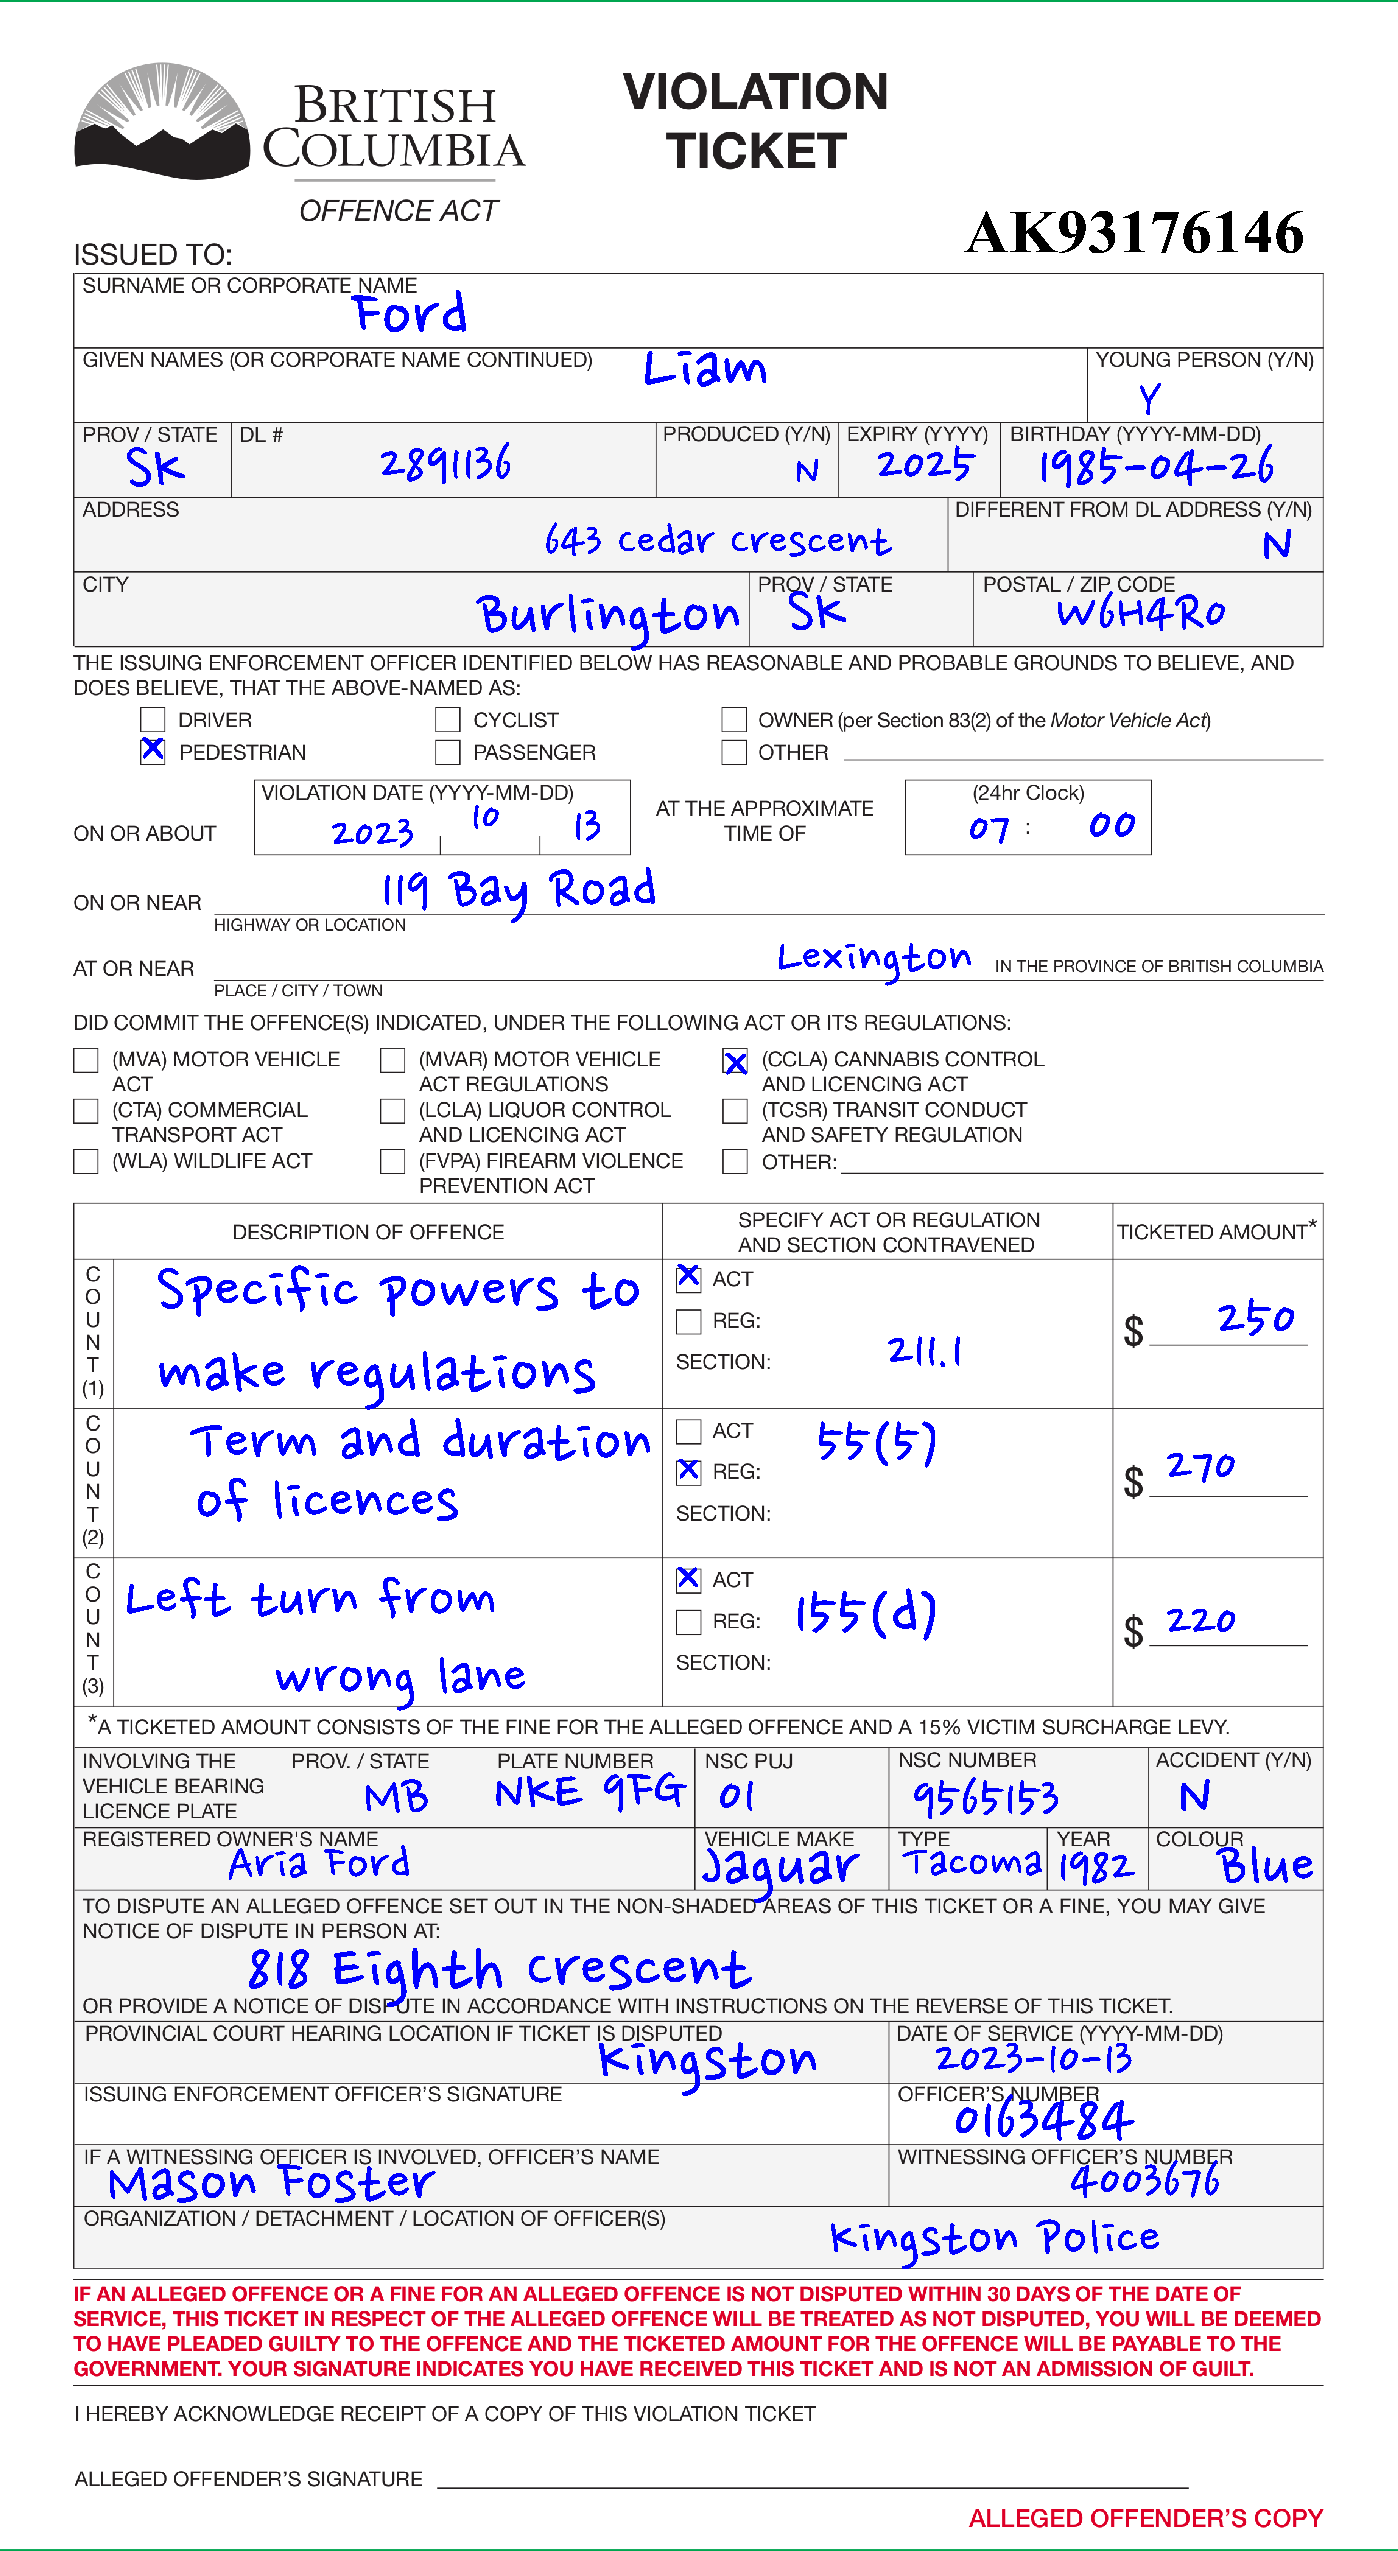 BRITISH
COLUMBIA
OFFENCE ACT
VIOLATION
TICKET
AK93176146
ISSUED TO:
SURNAME OR CORPORATE NAME
Ford
GIVEN NAMES (OR CORPORATE NAME CONTINUED)
Liam
YOUNG PERSON (Y/N)
Y
PROV / STATE
SK
DL #
2891136
PRODUCED (Y/N)
N
EXPIRY (YYYY)
2025
BIRTHDAY (YYYY-MM-DD)
1985-04-26
ADDRESS
643 cedar crescent
DIFFERENT FROM DL ADDRESS (Y/N)
N
CITY
Burlington
PROV / STATE
SK
POSTAL / ZIP CODE
W6H4R0
THE ISSUING ENFORCEMENT OFFICER IDENTIFIED BELOW HAS REASONABLE AND PROBABLE GROUNDS TO BELIEVE, AND
DOES BELIEVE, THAT THE ABOVE-NAMED AS:
DRIVER
CYCLIST
OWNER (per Section 83(2) of the Motor Vehicle Act)
X PEDESTRIAN
PASSENGER
OTHER
ON OR ABOUT
VIOLATION DATE (YYYY-MM-DD)
2023 10 13
AT THE APPROXIMATE
TIME OF
(24hr Clock)
07 : 00
ON OR NEAR
119 Bay Road
HIGHWAY OR LOCATION
AT OR NEAR
Lexington
IN THE PROVINCE OF BRITISH COLUMBIA
PLACE / CITY / TOWN
DID COMMIT THE OFFENCE(S) INDICATED, UNDER THE FOLLOWING ACT OR ITS REGULATIONS:
(MVA) MOTOR VEHICLE
ACT
(MVAR) MOTOR VEHICLE
ACT REGULATIONS
X (CCLA) CANNABIS CONTROL
AND LICENCING ACT
(CTA) COMMERCIAL
TRANSPORT ACT
(LCLA) LIQUOR CONTROL
AND LICENCING ACT
(TCSR) TRANSIT CONDUCT
AND SAFETY REGULATION
(WLA) WILDLIFE ACT
(FVPA) FIREARM VIOLENCE
PREVENTION ACT
OTHER:
DESCRIPTION OF OFFENCE
SPECIFY ACT OR REGULATION
AND SECTION CONTRAVENED
TICKETED AMOUNT*
COUNT (1)
Specific powers to
make regulations
X ACT
REG:
SECTION:
211.1
$ 250
COUNT (2)
Term and duration
of licences
ACT
55(5)
X REG:
SECTION:
$ 270
COUNT (3)
Left turn from
wrong lane
X ACT
REG:
155(d)
SECTION:
$ 220
*A TICKETED AMOUNT CONSISTS OF THE FINE FOR THE ALLEGED OFFENCE AND A 15% VICTIM SURCHARGE LEVY.
INVOLVING THE
VEHICLE BEARING
LICENCE PLATE
PROV. / STATE
MB
PLATE NUMBER
NKE 9FG
NSC PUJ
01
NSC NUMBER
9565153
ACCIDENT (Y/N)
N
REGISTERED OWNER'S NAME
Aria Ford
VEHICLE MAKE
Jaguar
TYPE
Tacoma
YEAR
1982
COLOUR
Blue
TO DISPUTE AN ALLEGED OFFENCE SET OUT IN THE NON-SHADED AREAS OF THIS TICKET OR A FINE, YOU MAY GIVE
NOTICE OF DISPUTE IN PERSON AT:
818 Eighth crescent
OR PROVIDE A NOTICE OF DISPUTE IN ACCORDANCE WITH INSTRUCTIONS ON THE REVERSE OF THIS TICKET.
PROVINCIAL COURT HEARING LOCATION IF TICKET IS DISPUTED
Kingston
DATE OF SERVICE (YYYY-MM-DD)
2023-10-13
ISSUING ENFORCEMENT OFFICER'S SIGNATURE
OFFICER'S NUMBER
0163484
IF A WITNESSING OFFICER IS INVOLVED, OFFICER'S NAME
Mason Foster
WITNESSING OFFICER'S NUMBER
4003676
ORGANIZATION / DETACHMENT / LOCATION OF OFFICER(S)
Kingston Police
IF AN ALLEGED OFFENCE OR A FINE FOR AN ALLEGED OFFENCE IS NOT DISPUTED WITHIN 30 DAYS OF THE DATE OF
SERVICE, THIS TICKET IN RESPECT OF THE ALLEGED OFFENCE WILL BE TREATED AS NOT DISPUTED, YOU WILL BE DEEMED
TO HAVE PLEADED GUILTY TO THE OFFENCE AND THE TICKETED AMOUNT FOR THE OFFENCE WILL BE PAYABLE TO THE
GOVERNMENT. YOUR SIGNATURE INDICATES YOU HAVE RECEIVED THIS TICKET AND IS NOT AN ADMISSION OF GUILT.
I HEREBY ACKNOWLEDGE RECEIPT OF A COPY OF THIS VIOLATION TICKET
ALLEGED OFFENDER'S SIGNATURE
ALLEGED OFFENDER'S COPY